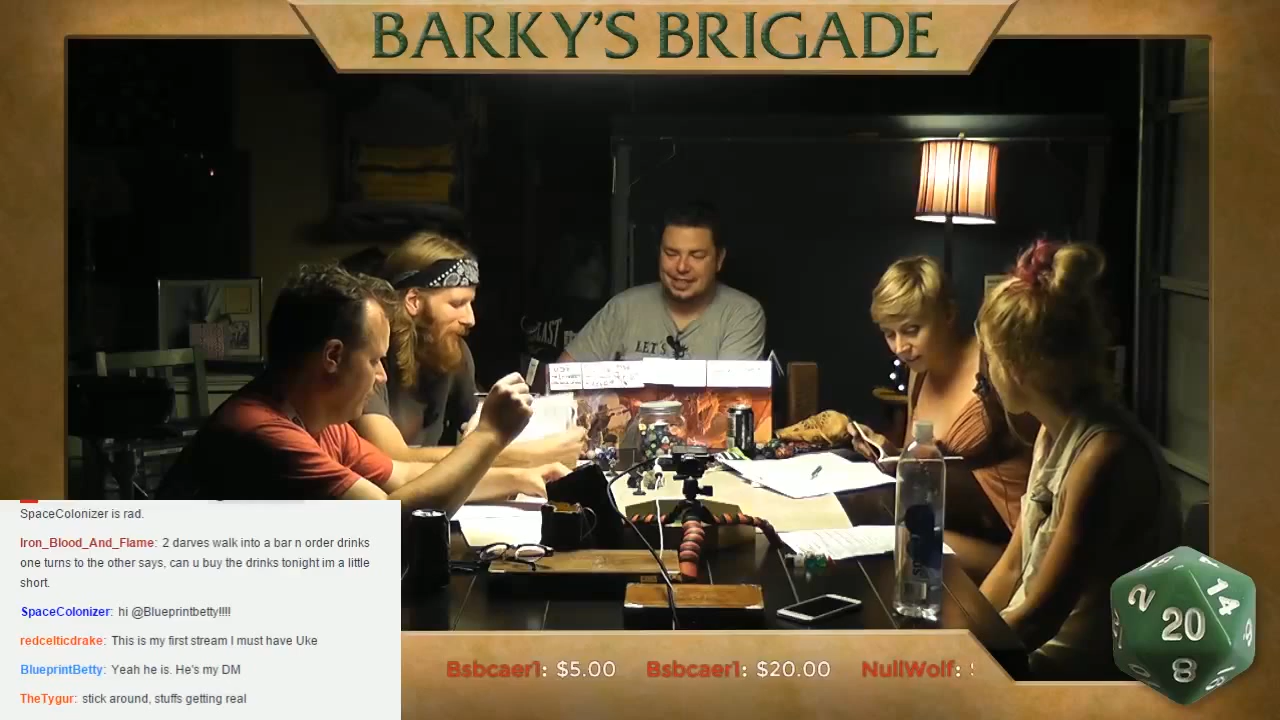 BARKY'S BRIGADE
LET'S
SpaceColonizer is rad.
Iron_Blood_And_Flame: 2 darves walk into a bar n order drinks
one turns to the other says, can u buy the drinks tonight im a little
short.
SpaceColonizer: hi @Blueprintbetty!!!!
redcelticdrake: This is my first stream I must have Uke
BlueprintBetty: Yeah he is. He's my DM
TheTygur: stick around, stuffs getting real
Bsbcaer1: $5.00 Bsbcaer1: $20.00 NullWolf:
2 20 14
8